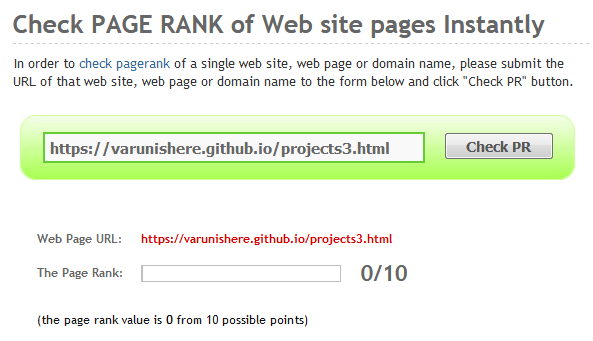 Check PAGE RANK of Web site pages Instantly
In order to check pagerank of a single web site, web page or domain name, please submit the
URL of that web site, web page or domain name to the form below and click "Check PR" button.
https://varunishere.github.io/projects3.html Check PR
Web Page URL: https://varunishere.github.io/projects3.html
The Page Rank: 0/10
(the page rank value is 0 from 10 possible points)